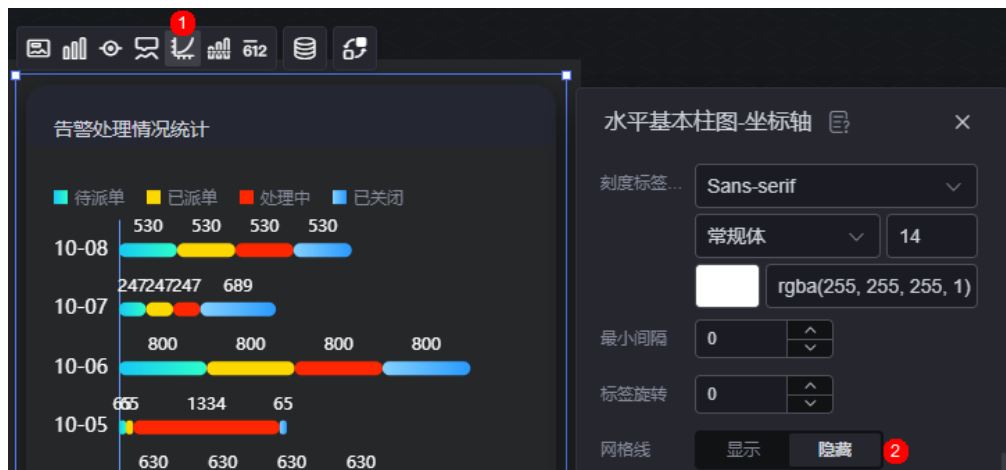 1
612
告警处理情况统计
待派单 已派单 处理中 已关闭
530 530 530 530
10-08
247247247 689
10-07
800 800 800 800
10-06
65 1334 65
10-05
630 630 630 630
水平基本柱图-坐标轴
刻度标签... Sans-serif
常规体 14
rgba(255, 255, 255, 1)
最小间隔 0
标签旋转 0
网格线 显示 隐藏 2